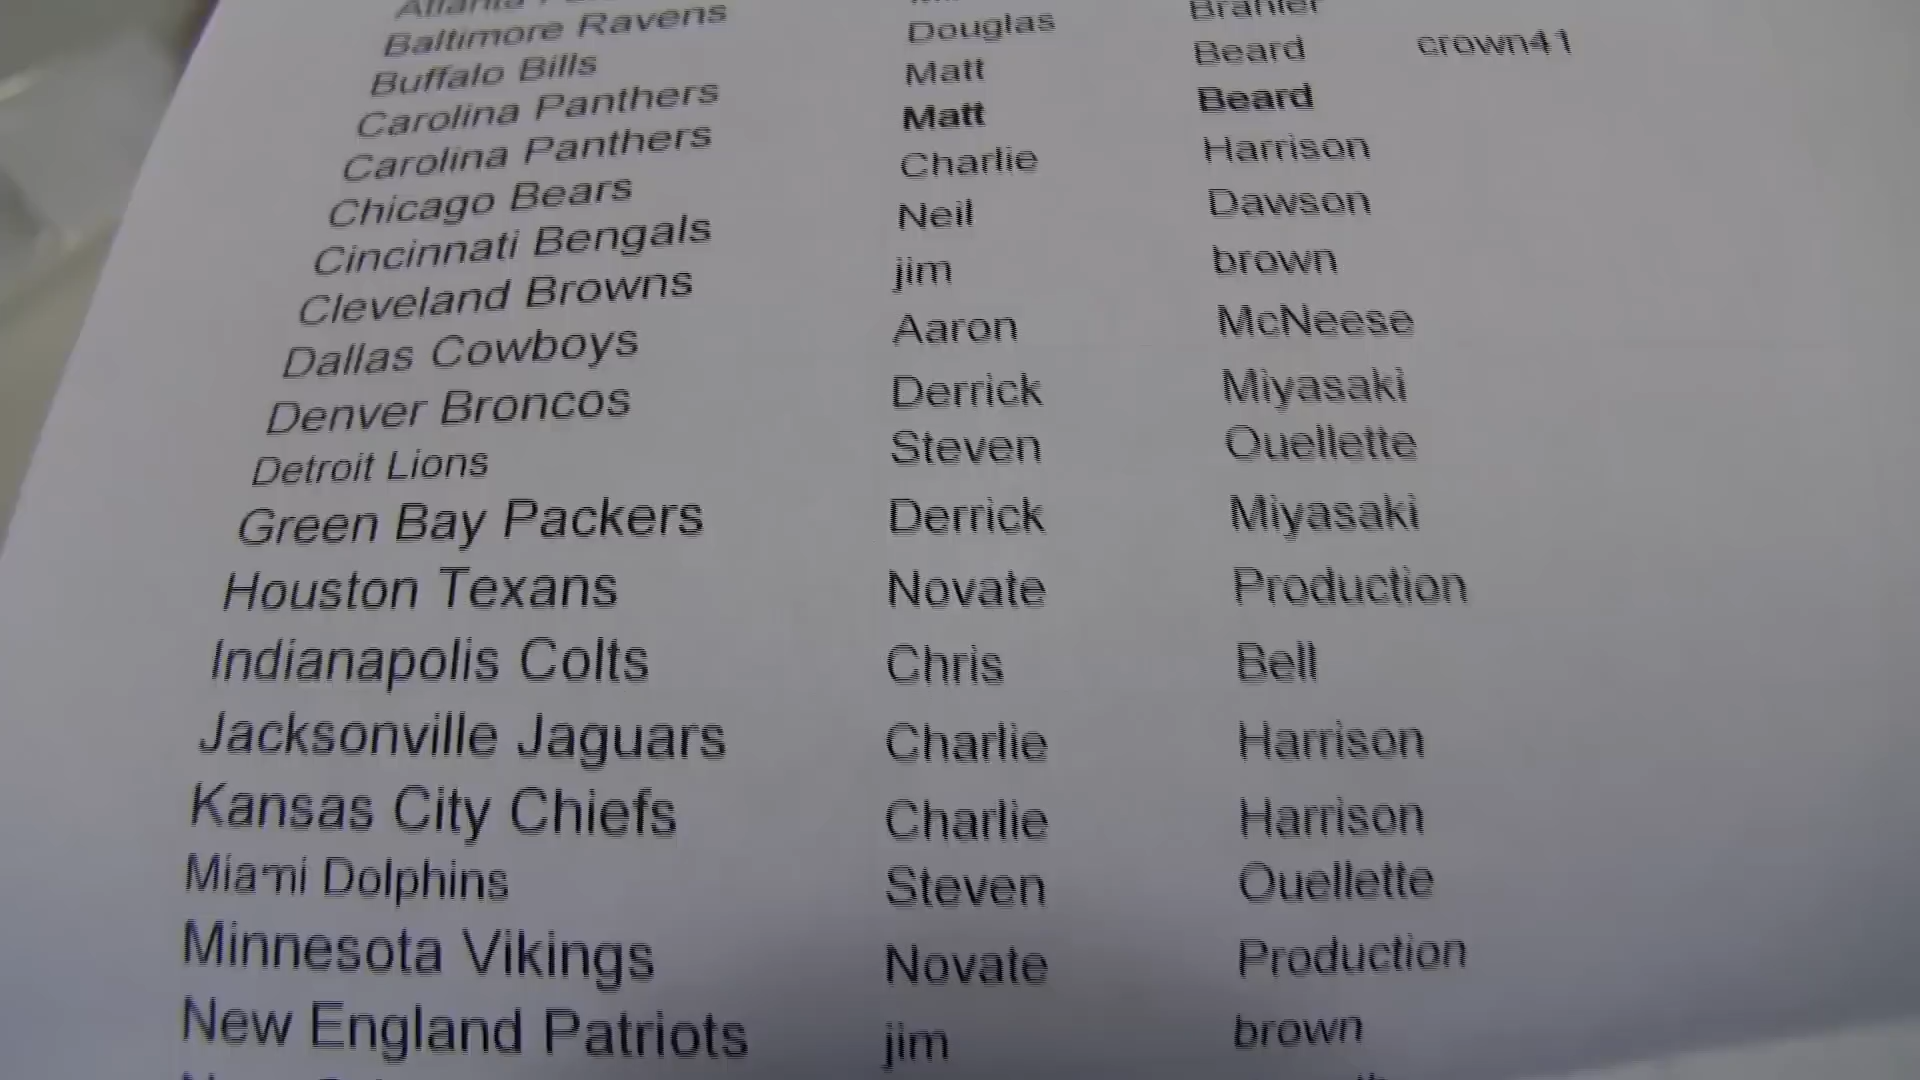 Atlanta
Baltimore Ravens
Buffalo Bills Douglas Brahler
Carolina Panthers Matt Beard crown41
Carolina Panthers Matt Beard
Chicago Bears Charlie Harrison
Cincinnati Bengals Neil Dawson
Cleveland Browns jim brown
Dallas Cowboys Aaron McNeese
Denver Broncos Derrick Miyasaki
Detroit Lions Steven Ouellette
Green Bay Packers Derrick Miyasaki
Houston Texans Novate Production
Indianapolis Colts Chris Bell
Jacksonville Jaguars Charlie Harrison
Kansas City Chiefs Charlie Harrison
Miami Dolphins Steven Ouellette
Minnesota Vikings Novate Production
New England Patriots jim brown